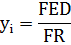 yᵢ = FED / FR